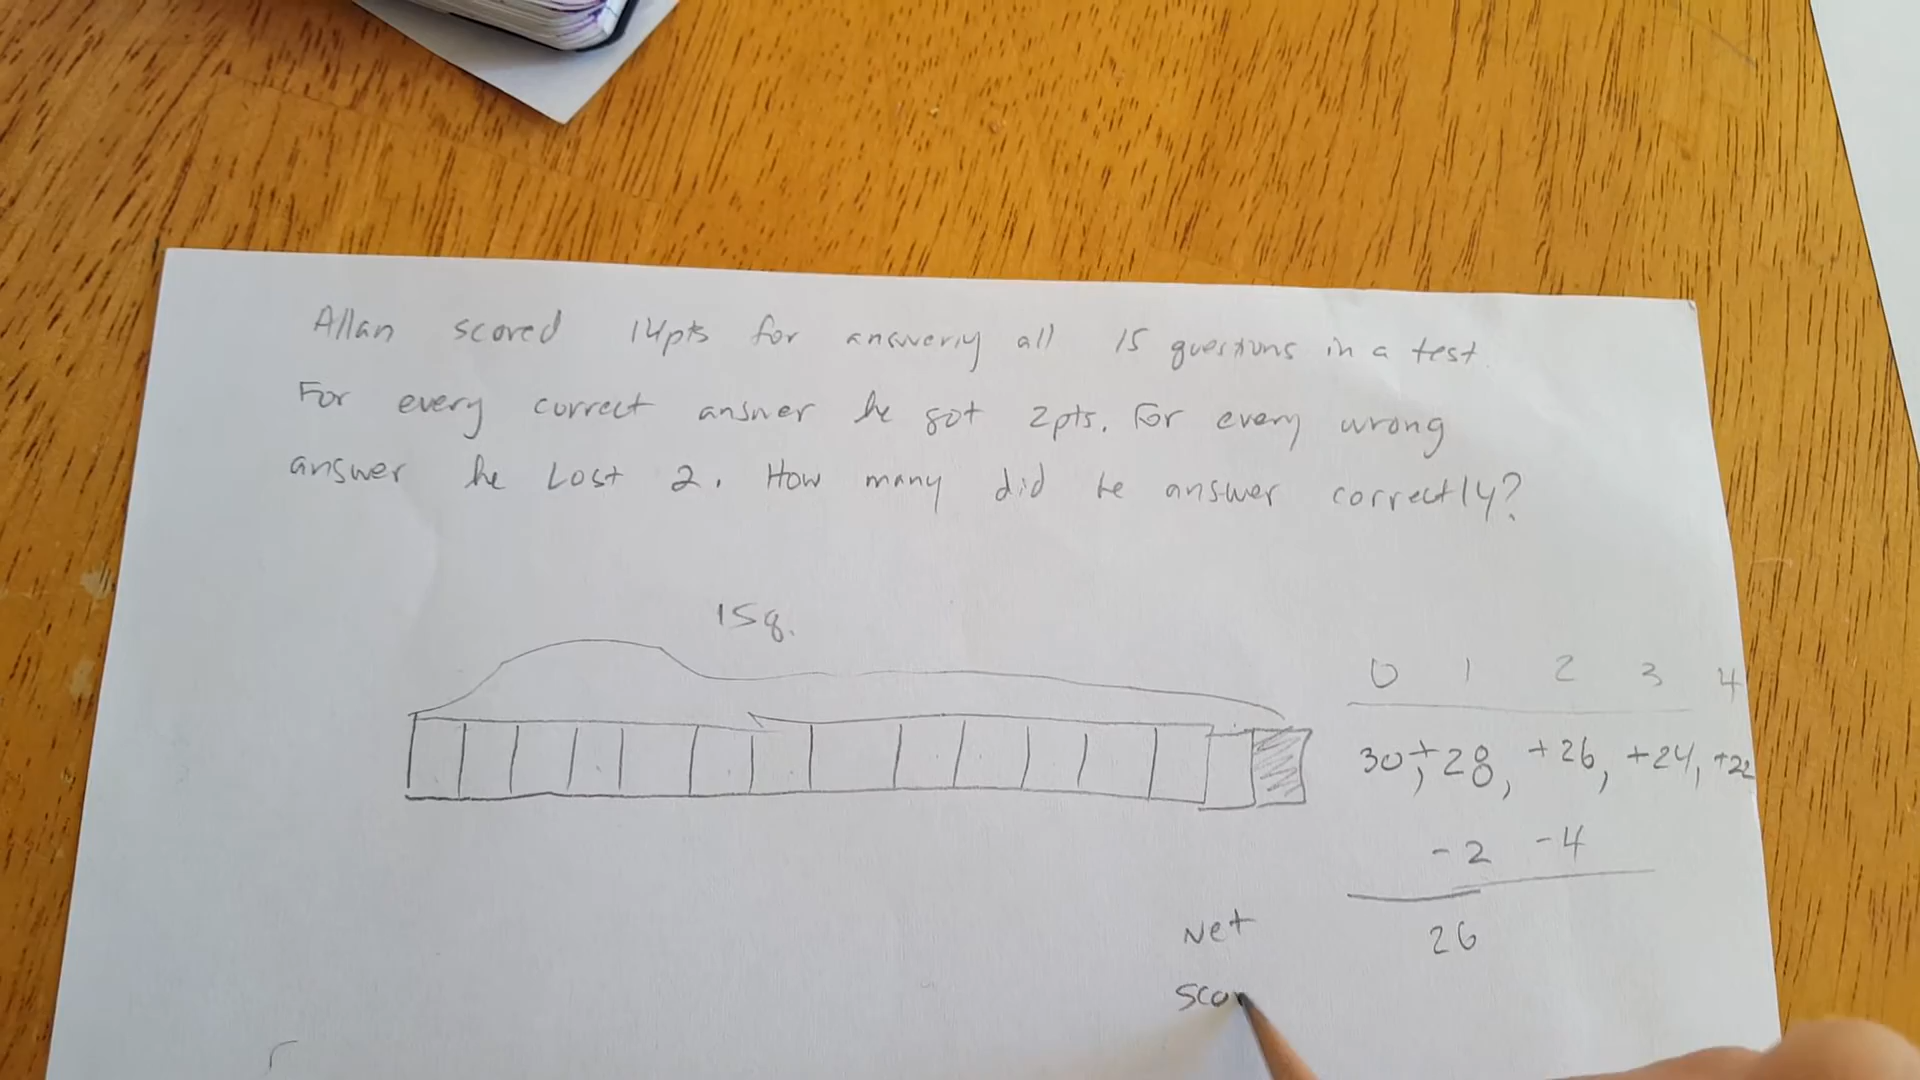 Allan scored 14pts for answering all 15 questions in a test.
For every correct answer he got 2pts. For every wrong
answer he Lost 2. How many did he answer correctly?
15q.
0 1 2 3 4
30, +28, +26, +24, +22
-2 -4
Net 26
sco